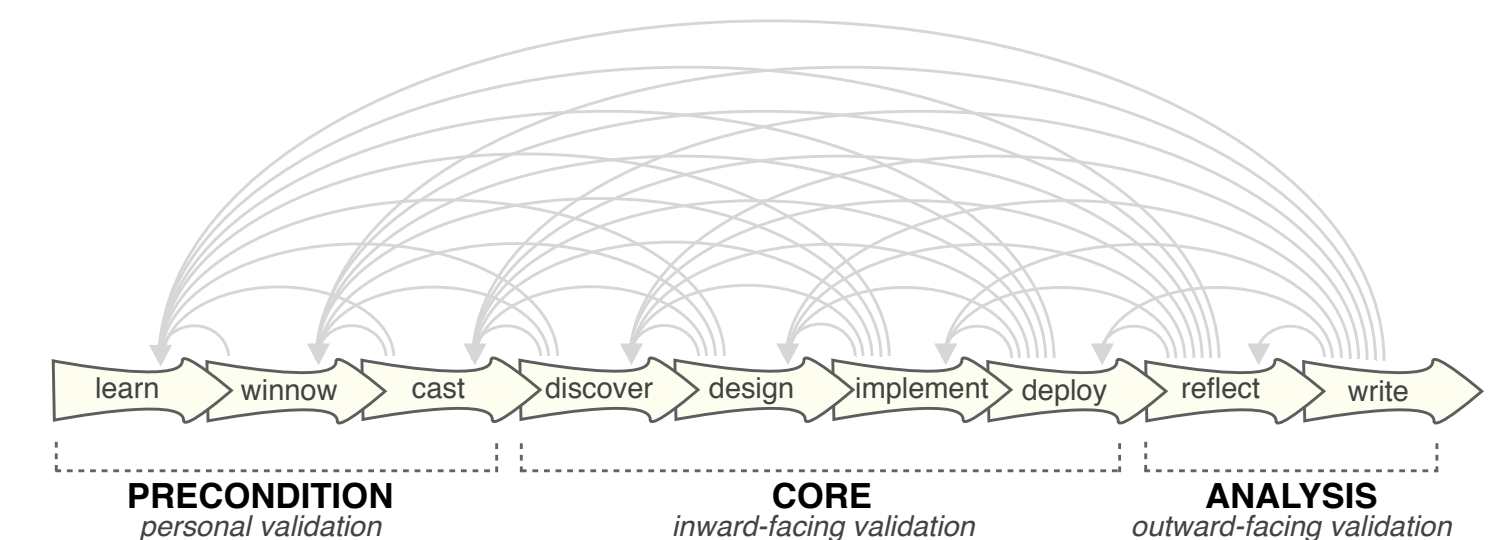 learn winnow cast discover design implement deploy reflect write
PRECONDITION CORE ANALYSIS
personal validation inward-facing validation outward-facing validation